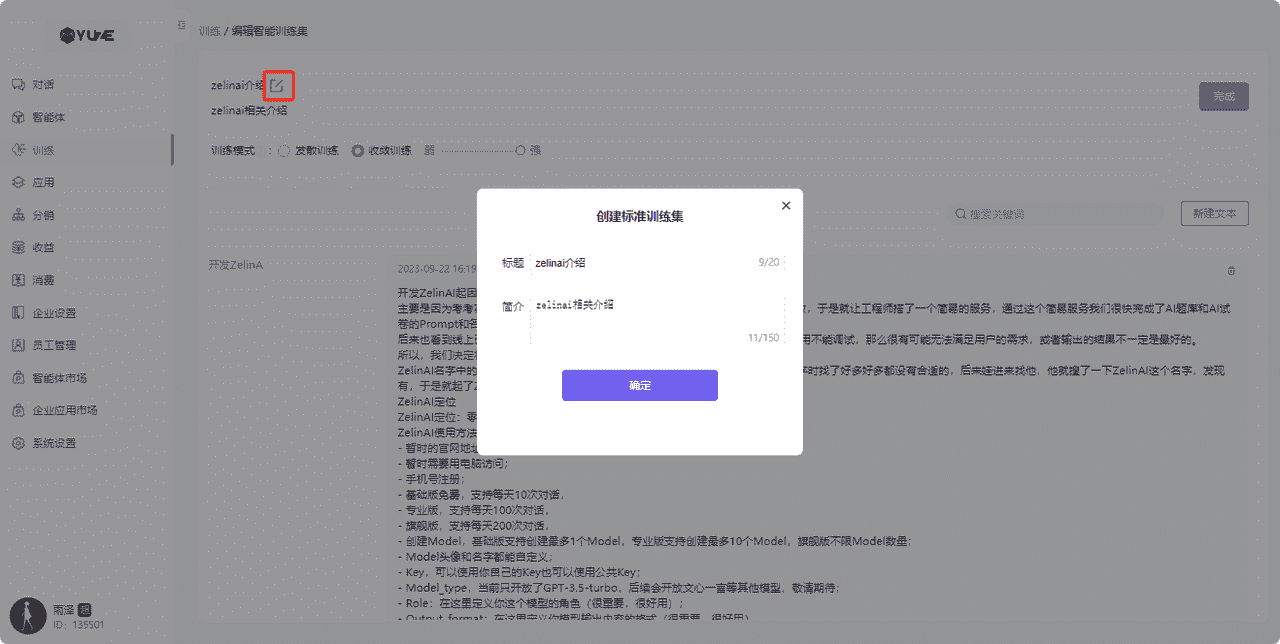 YUZE
训练 / 编辑智能训练集
对话
智能体
训练
应用
分销
收益
消费
企业设置
员工管理
智能体市场
企业应用市场
系统设置
雨泽
ID: 135501
zelinai介绍
zelinai相关介绍
完成
训练模式 : 发散训练 收敛训练 弱 强
搜索关键词
新建文本
开发ZelinA
2023-09-22 16:19
开发ZelinAI起因
主要是因为考考
，于是就让工程师搭了一个简易的服务，通过这个简易服务我们很快完成了AI题库和AI试
卷的Prompt和
后来也看到线上
用不能调试，那么很有可能无法满足用户的需求，或者输出的结果不一定是最好的。
所以，我们决定
ZelinAI名字中的
时找了好多好多都没有合适的，后来娃进来找他，他就撞了一下ZelinAI这个名字，发现
有，于是就起了
ZelinAI定位
ZelinAI定位：零
ZelinAI使用方法
- 暂时的官网地址
- 暂时需要用电脑访问；
- 手机号注册；
- 基础版免费，支持每天10次对话，
- 专业版，支持每天100次对话，
- 旗舰版，支持每天200次对话，
- 创建Model，基础版支持创建最多1个Model，专业版支持创建最多10个Model，旗舰版不限Model数量；
- Model头像和名字都能自定义；
- Key，可以使用你自己的Key也可以使用公共Key；
- Model_type，当前只开放了GPT-3.5-turbo，后续会开放文心一言等其他模型，敬请期待；
- Role：在这里定义你这个模型的角色（很重要，很好用）；
- Output_format：在这里定义你模型输出内容的格式（很重要，很好用）
创建标准训练集
标题 zelinai介绍 9/20
简介 zelinai相关介绍
11/150
确定